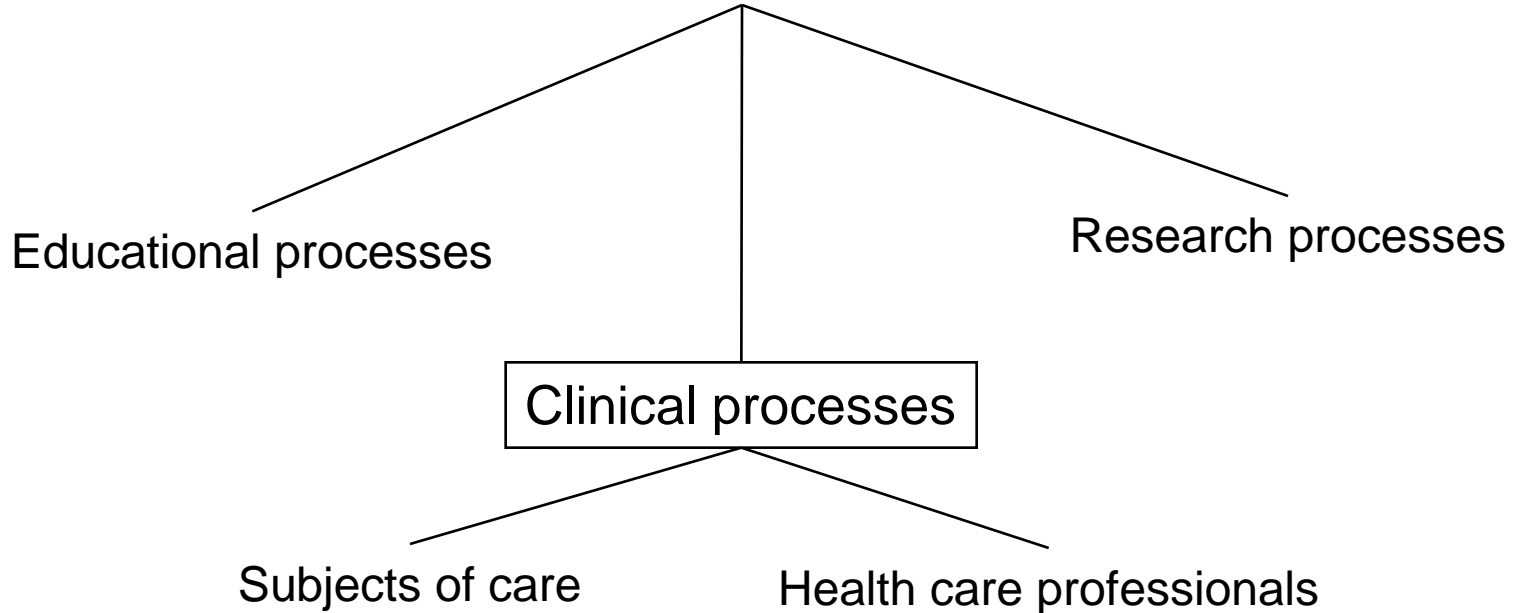 Educational processes
Research processes
Clinical processes
Subjects of care
Health care professionals